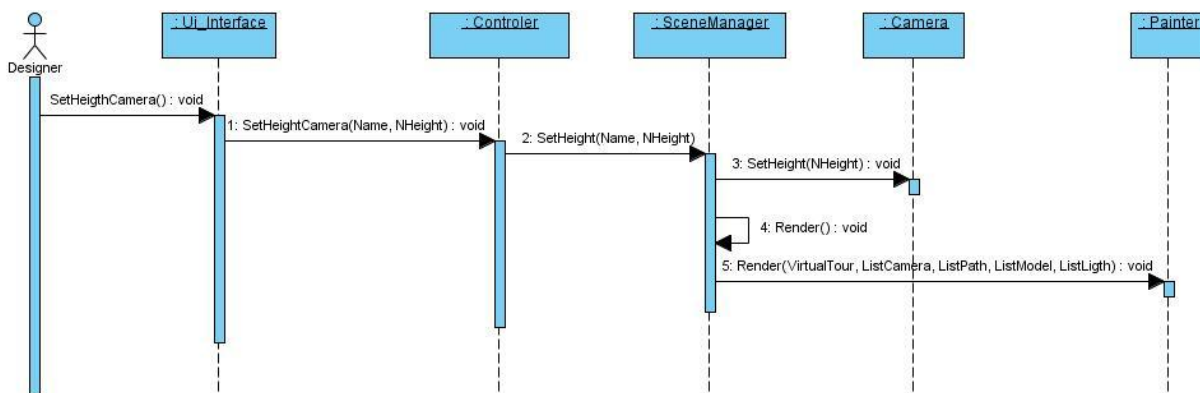 : Ui_Interface
: Controler
: SceneManager
: Camera
: Painter
Designer
SetHeigthCamera() : void
1: SetHeightCamera(Name, NHeight) : void
2: SetHeight(Name, NHeight)
3: SetHeight(NHeight) : void
4: Render() : void
5: Render(VirtualTour, ListCamera, ListPath, ListModel, ListLigth) : void